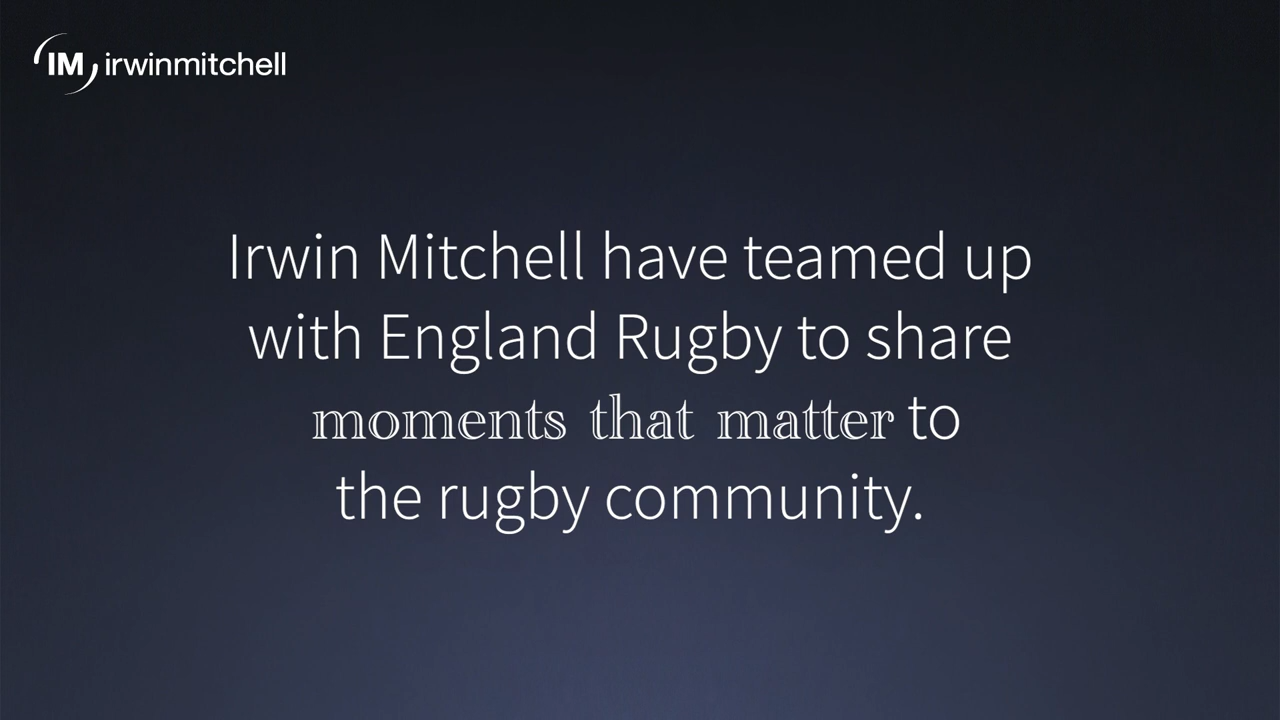 IM irwinmitchell
Irwin Mitchell have teamed up
with England Rugby to share
moments that matter to
the rugby community.